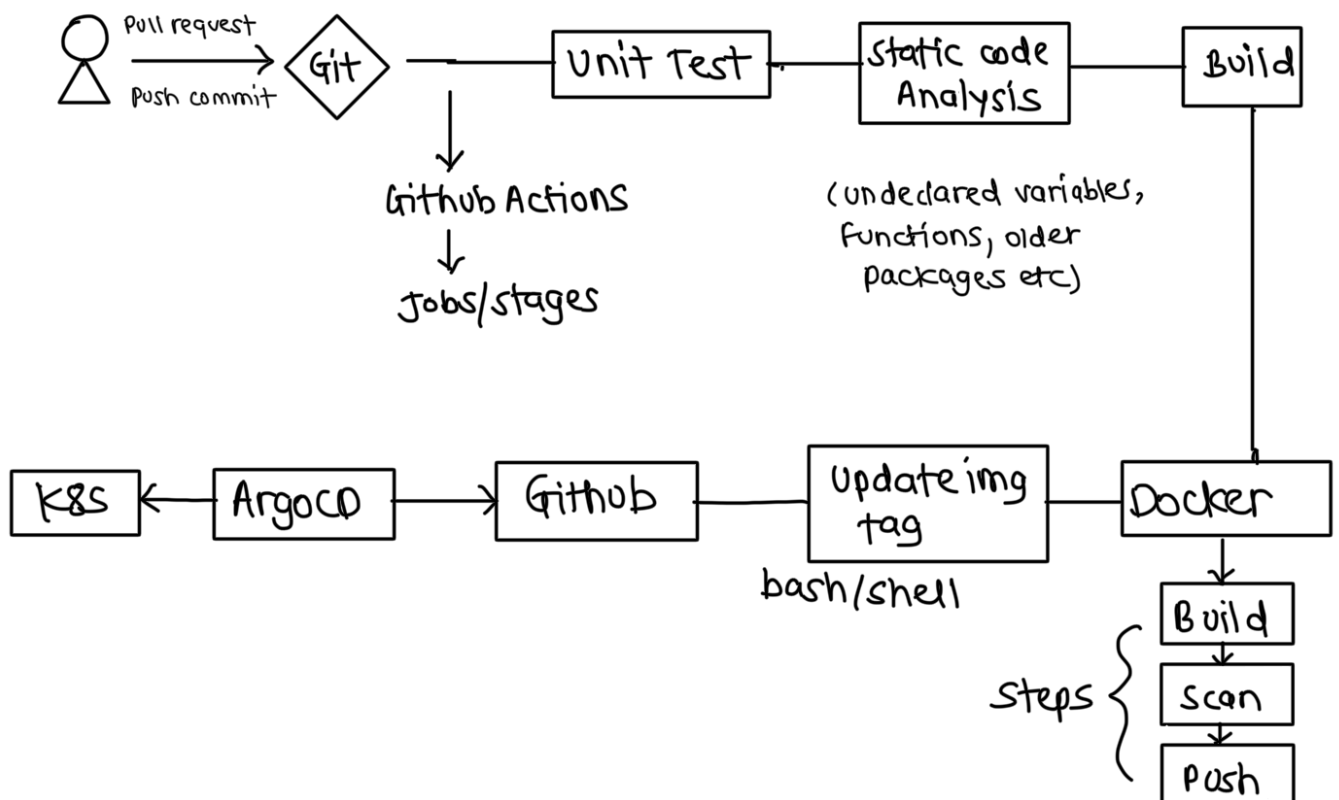 Pull request
Push commit
Git
Unit Test
Static code
Analysis
Build
Github Actions
Jobs/stages
(undeclared variables,
functions, older
packages etc)
K8S
ArgoCD
Github
Update img
tag
bash/shell
Docker
Build
Steps
Scan
Push